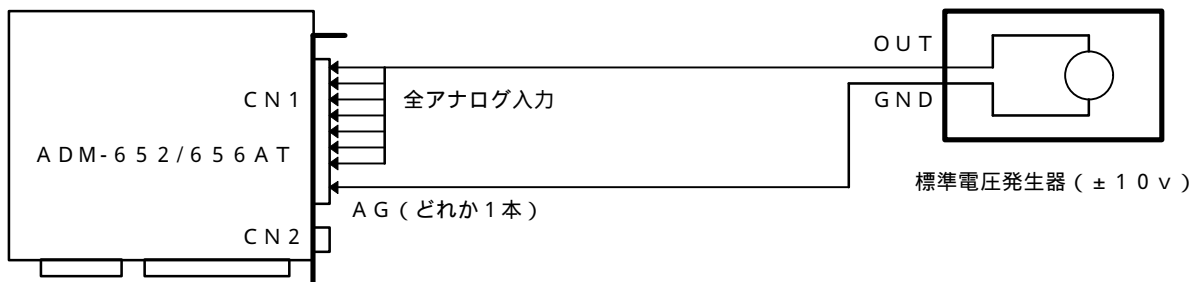 OUT
CN1
全アナログ入力
GND
ADM-652/656AT
標準電圧発生器(±10v)
AG(どれか1本)
CN2